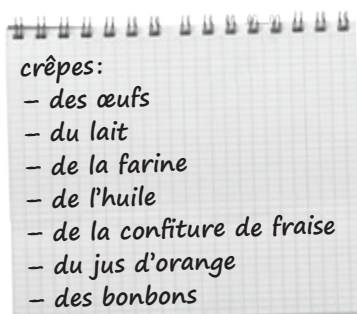 crêpes:
– des œufs
– du lait
– de la farine
– de l'huile
– de la confiture de fraise
– du jus d'orange
– des bonbons